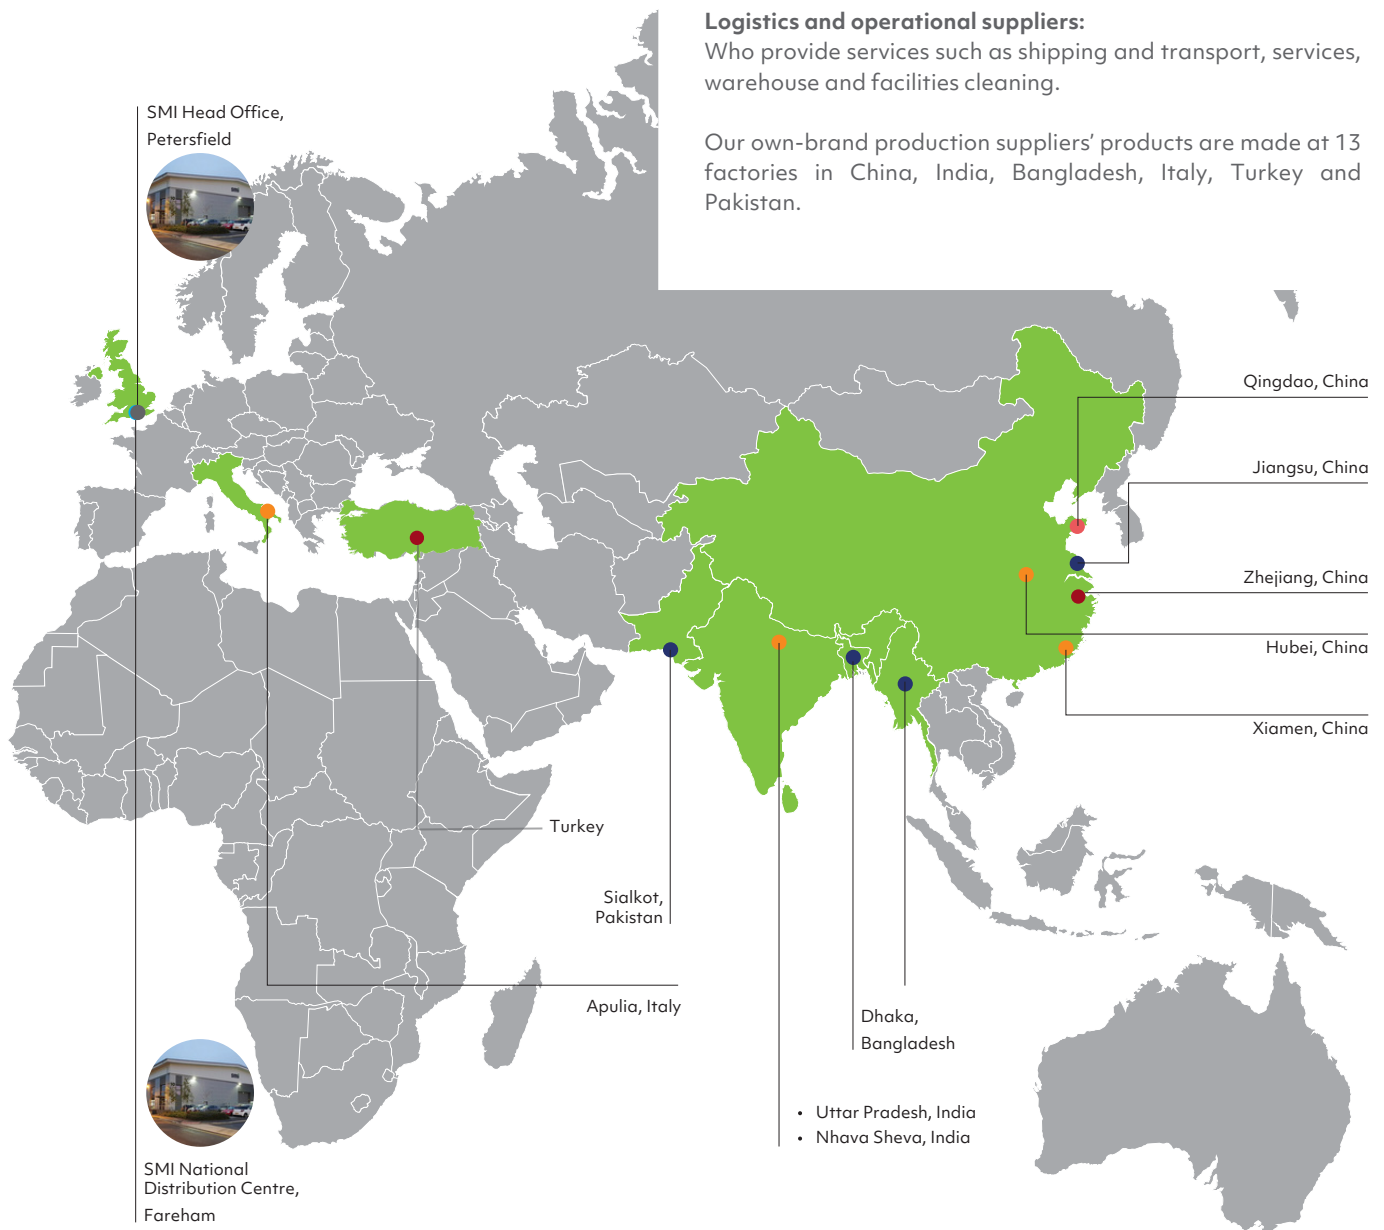 Logistics and operational suppliers:
Who provide services such as shipping and transport, services,
warehouse and facilities cleaning.
Our own-brand production suppliers' products are made at 13
factories in China, India, Bangladesh, Italy, Turkey and
Pakistan.
SMI Head Office,
Petersfield
Qingdao, China
Jiangsu, China
Zhejiang, China
Hubei, China
Xiamen, China
Turkey
Sialkot,
Pakistan
Apulia, Italy
Dhaka,
Bangladesh
• Uttar Pradesh, India
• Nhava Sheva, India
SMI National
Distribution Centre,
Fareham